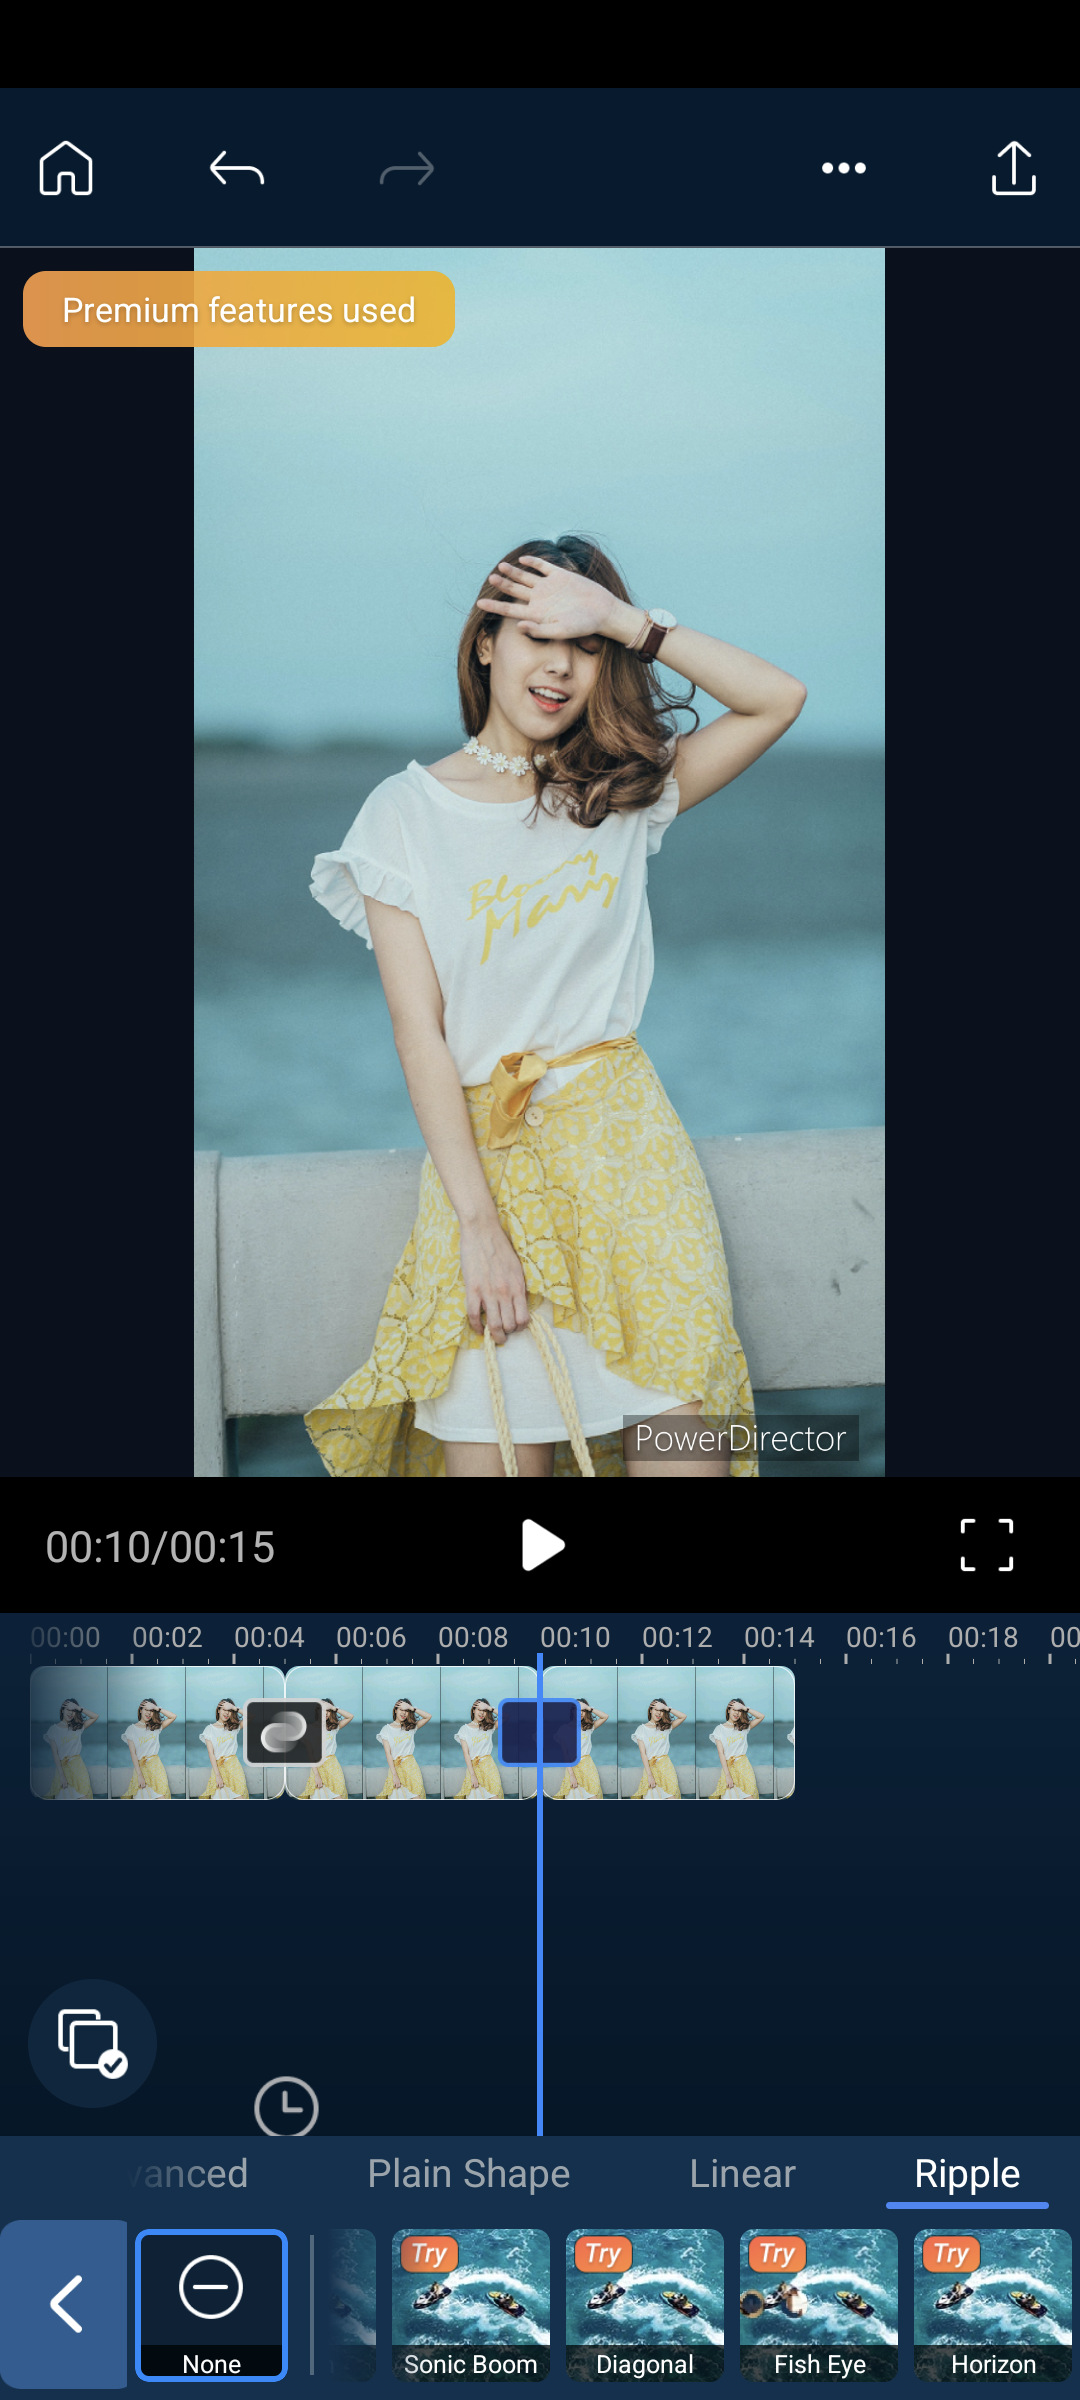 Premium features used
Bloony
Mary
PowerDirector
00:10/00:15
00:00 00:02 00:04 00:06 00:08 00:10 00:12 00:14 00:16 00:18 00
vanced Plain Shape Linear Ripple
Try Try Try Try
None Sonic Boom Diagonal Fish Eye Horizon